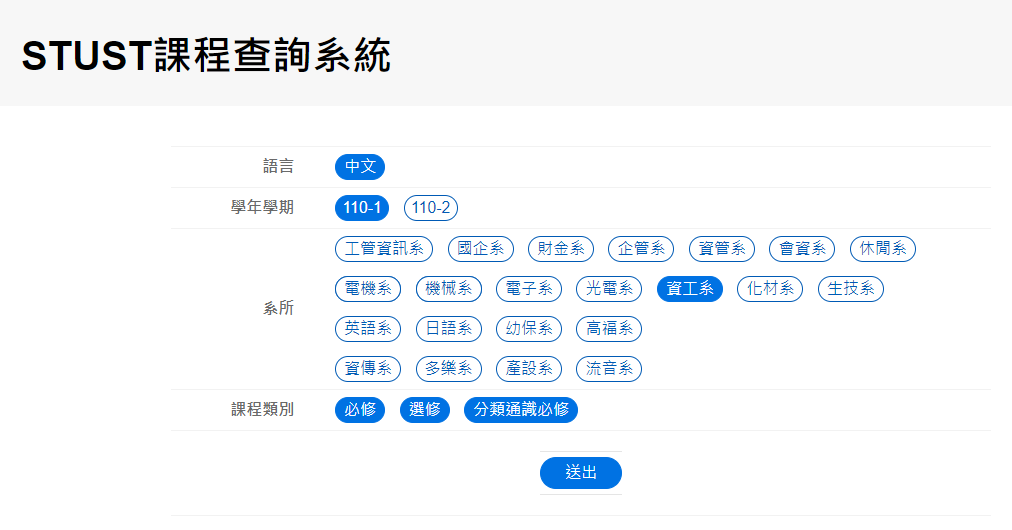 STUST課程查詢系統
語言 中文
學年學期 110-1 110-2
系所
工管資訊系 國企系 財金系 企管系 資管系 會資系 休閒系
電機系 機械系 電子系 光電系 資工系 化材系 生技系
英語系 日語系 幼保系 高福系
資傳系 多樂系 產設系 流音系
課程類別 必修 選修 分類通識必修
送出